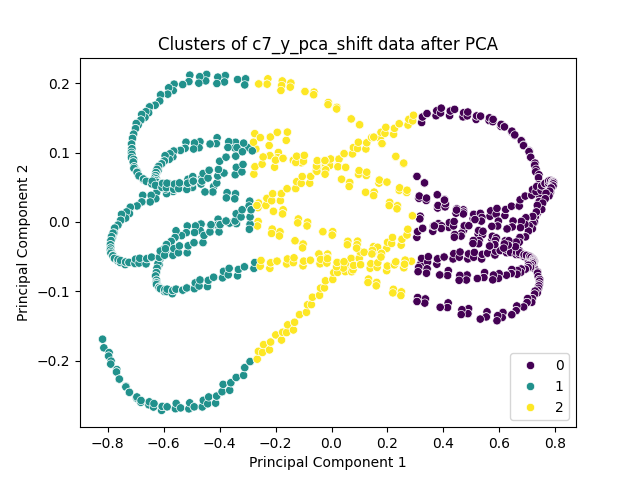 Clusters of c7_y_pca_shift data after PCA
Principal Component 2
0.2
0.1
0.0
−0.1
−0.2
0
1
2
−0.8 −0.6 −0.4 −0.2 0.0 0.2 0.4 0.6 0.8
Principal Component 1